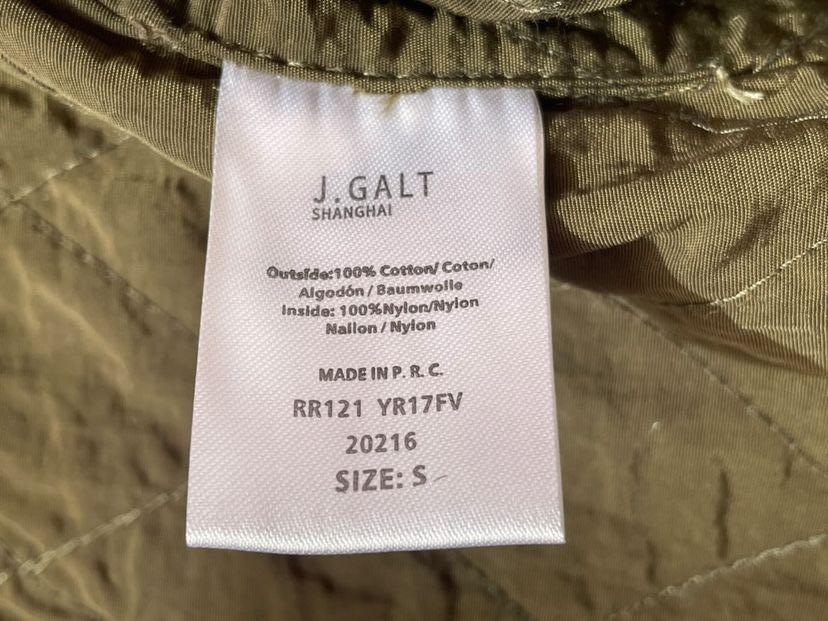 J.GALT
SHANGHAI
Outside:100% Cotton/ Coton/
Algodón / Baumwolle
Inside: 100%Nylon/Nylon
Nailon / Nylon
MADE IN P. R. C.
RR121 YR17FV
20216
SIZE: S